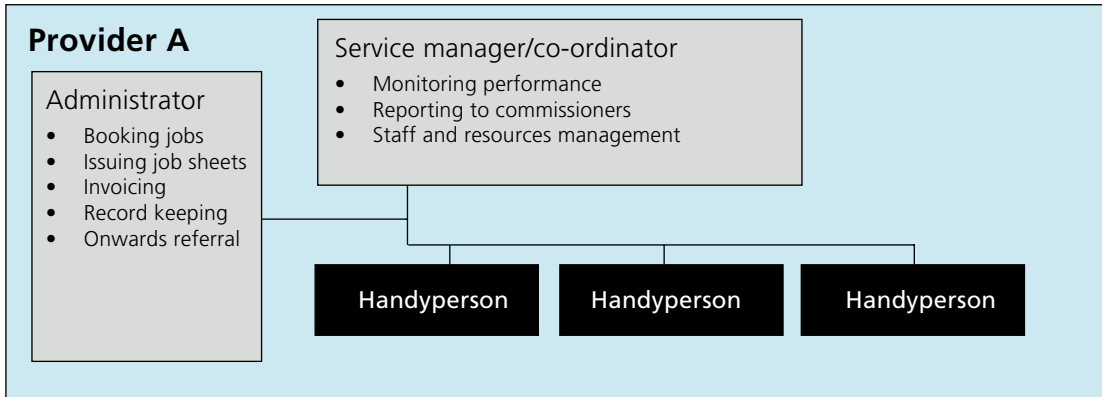 Provider A
Administrator
• Booking jobs
• Issuing job sheets
• Invoicing
• Record keeping
• Onwards referral
Service manager/co-ordinator
• Monitoring performance
• Reporting to commissioners
• Staff and resources management
Handyperson
Handyperson
Handyperson